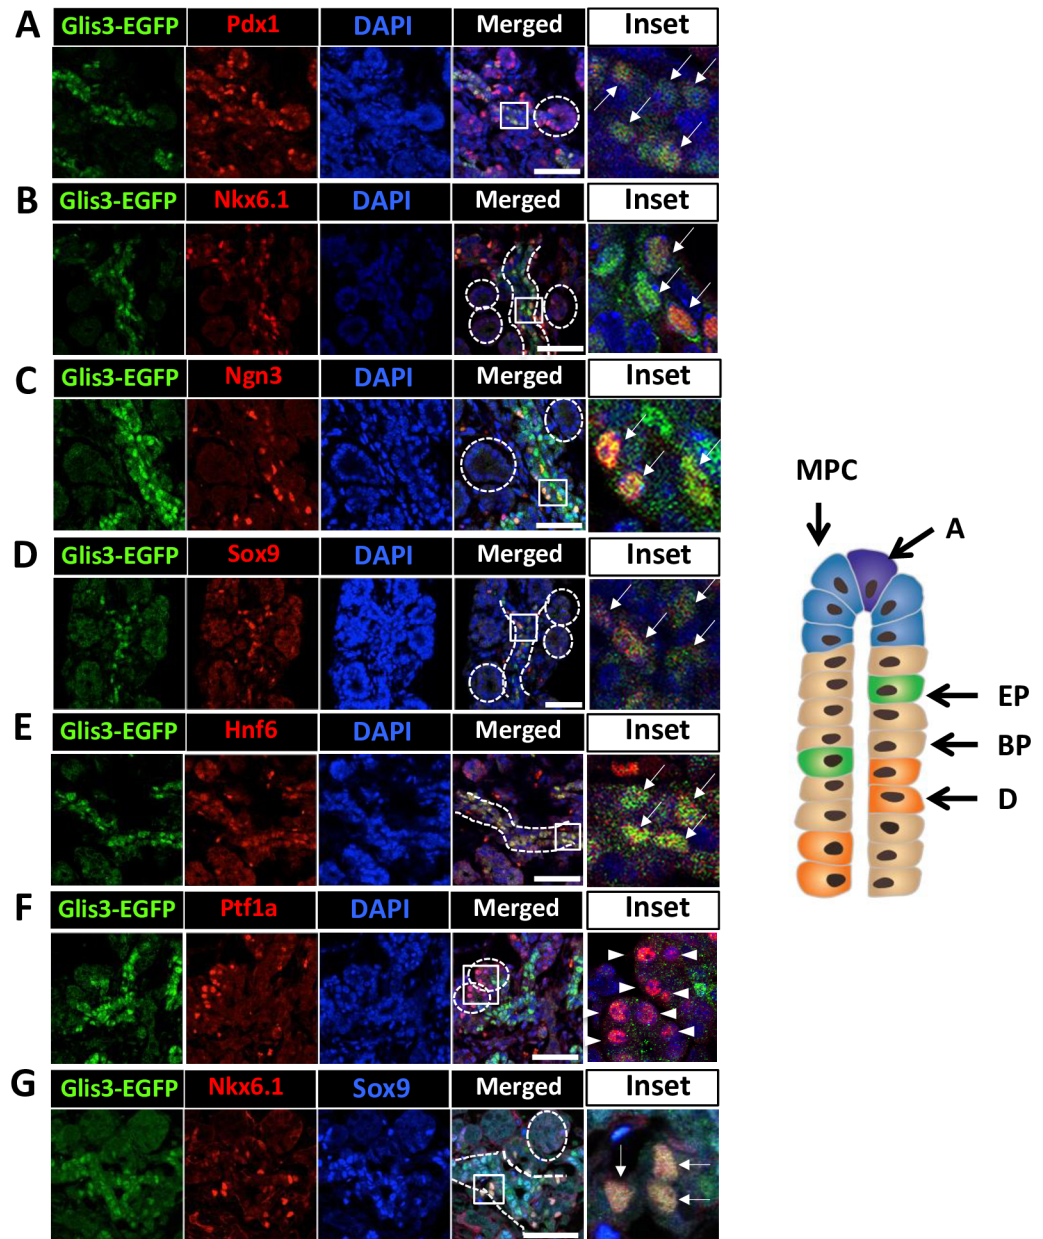 A Glis3-EGFP Pdx1 DAPI Merged Inset
B Glis3-EGFP Nkx6.1 DAPI Merged Inset
C Glis3-EGFP Ngn3 DAPI Merged Inset
D Glis3-EGFP Sox9 DAPI Merged Inset
E Glis3-EGFP Hnf6 DAPI Merged Inset
F Glis3-EGFP Ptf1a DAPI Merged Inset
G Glis3-EGFP Nkx6.1 Sox9 Merged Inset
MPC
A
EP
BP
D